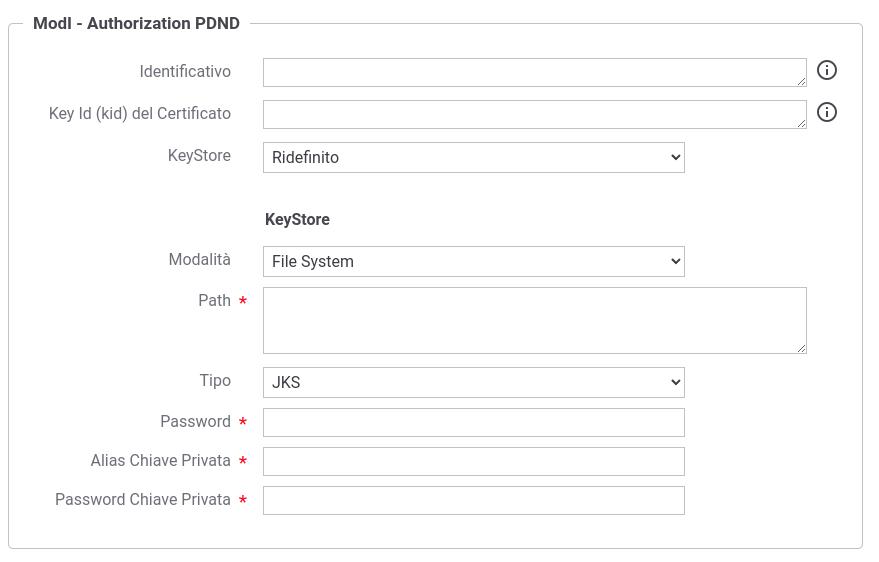 ModI - Authorization PDND
Identificativo
Key Id (kid) del Certificato
KeyStore Ridefinito
KeyStore
Modalità File System
Path *
Tipo JKS
Password *
Alias Chiave Privata *
Password Chiave Privata *